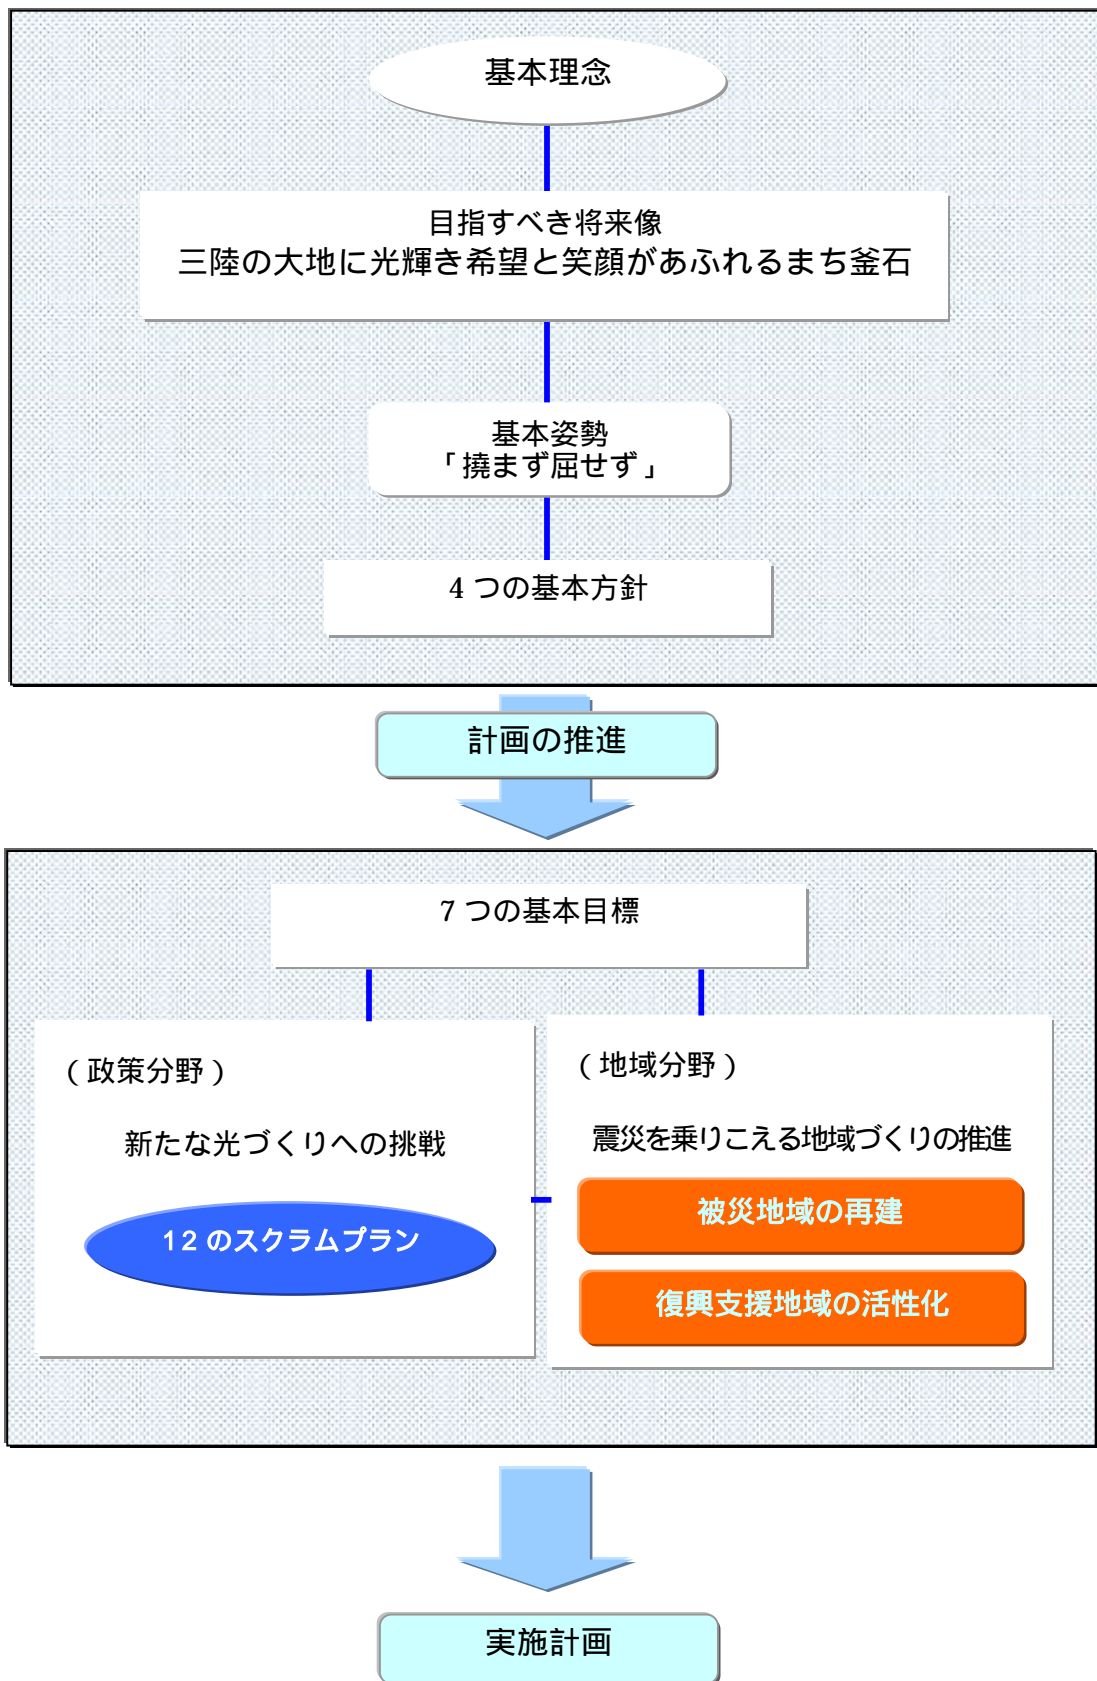 基本理念
目指すべき将来像
三陸の大地に光輝き希望と笑顔があふれるまち釜石
基本姿勢
「撓まず屈せず」
4つの基本方針
計画の推進
7つの基本目標
(政策分野)
新たな光づくりへの挑戦
12のスクラムプラン
(地域分野)
震災を乗りこえる地域づくりの推進
被災地域の再建
復興支援地域の活性化
実施計画